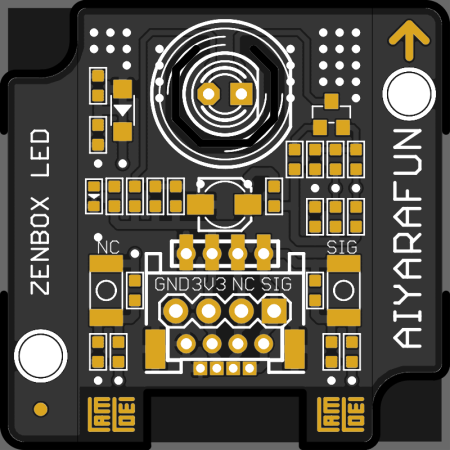 ZENBOX LED
AIYARAFUN
NC
SIG
GND 3V3 NC SIG